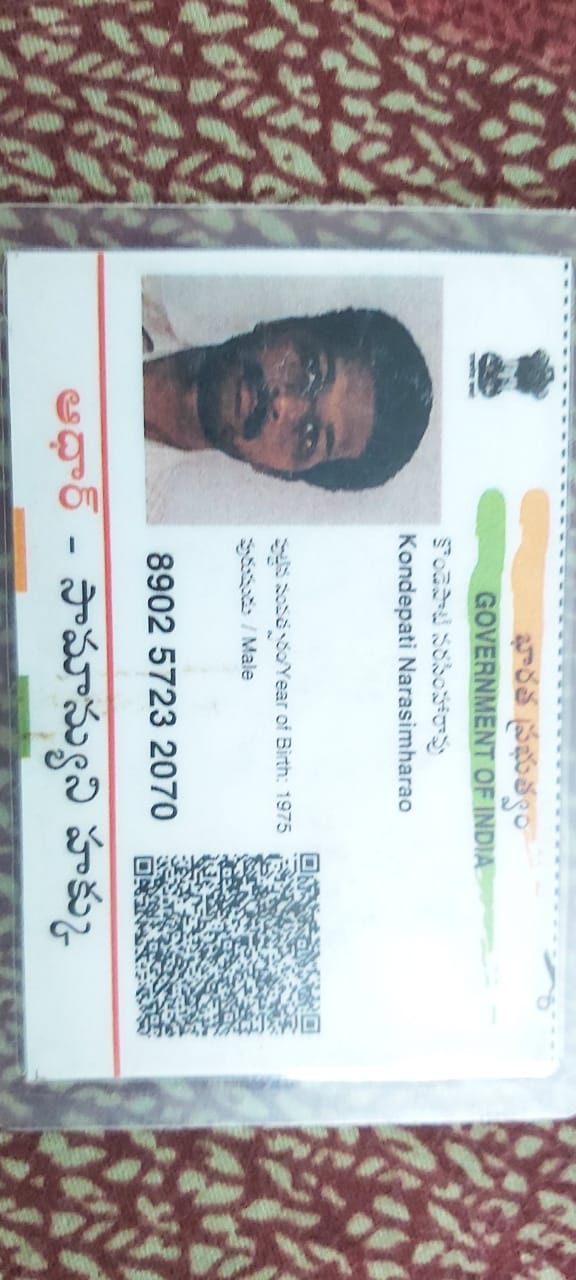 భారత ప్రభుత్వం
GOVERNMENT OF INDIA
కొండెపాటి నరసింహారావు
Kondepati Narasimharao
పుట్టిన సంవత్సరం/Year of Birth: 1975
పురుషుడు / Male
8902 5723 2070
ఆధార్ - సామాన్యుని హక్కు